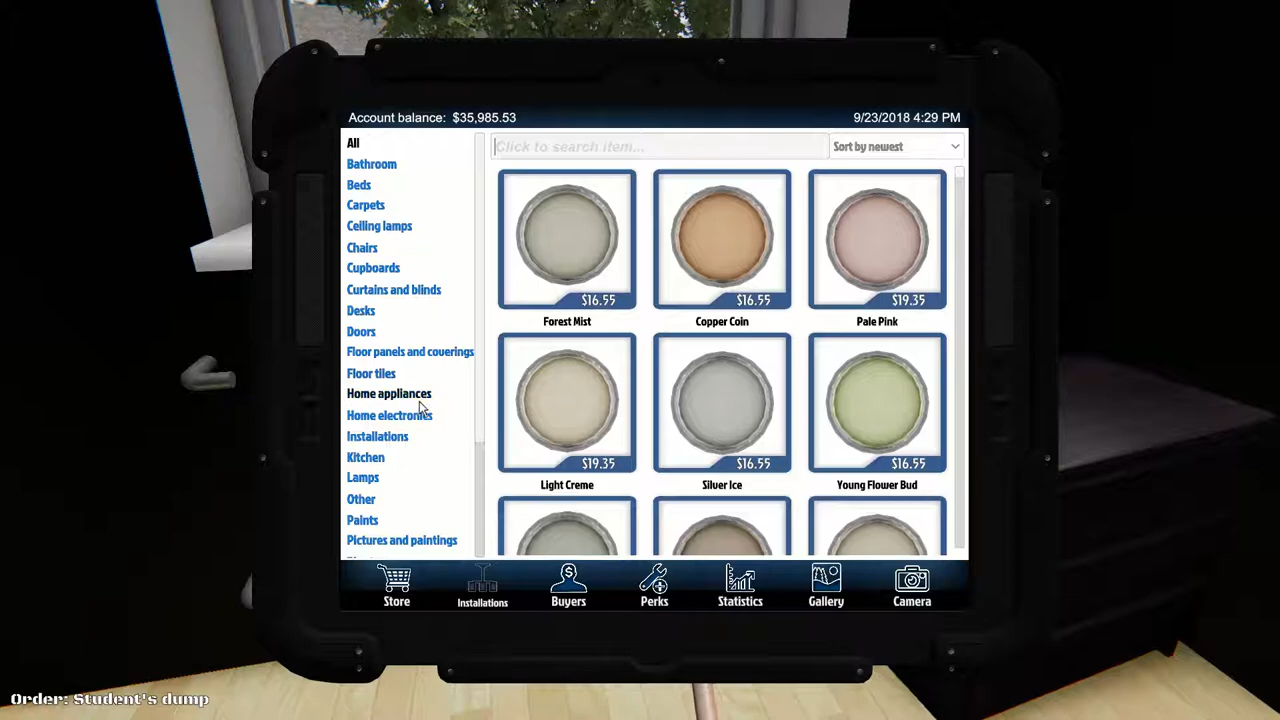 Account balance: $35,985.53
9/23/2018 4:29 PM
All
Bathroom
Beds
Carpets
Ceiling lamps
Chairs
Cupboards
Curtains and blinds
Desks
Doors
Floor panels and coverings
Floor tiles
Home appliances
Home electronics
Installations
Kitchen
Lamps
Other
Paints
Pictures and paintings
Click to search item...
Sort by newest
$16.55
$16.55
$19.35
Forest Mist
Copper Coin
Pale Pink
$19.35
$16.55
$16.55
Light Creme
Silver Ice
Young Flower Bud
Store
Installations
Buyers
Perks
Statistics
Gallery
Camera
Order: Student's dump